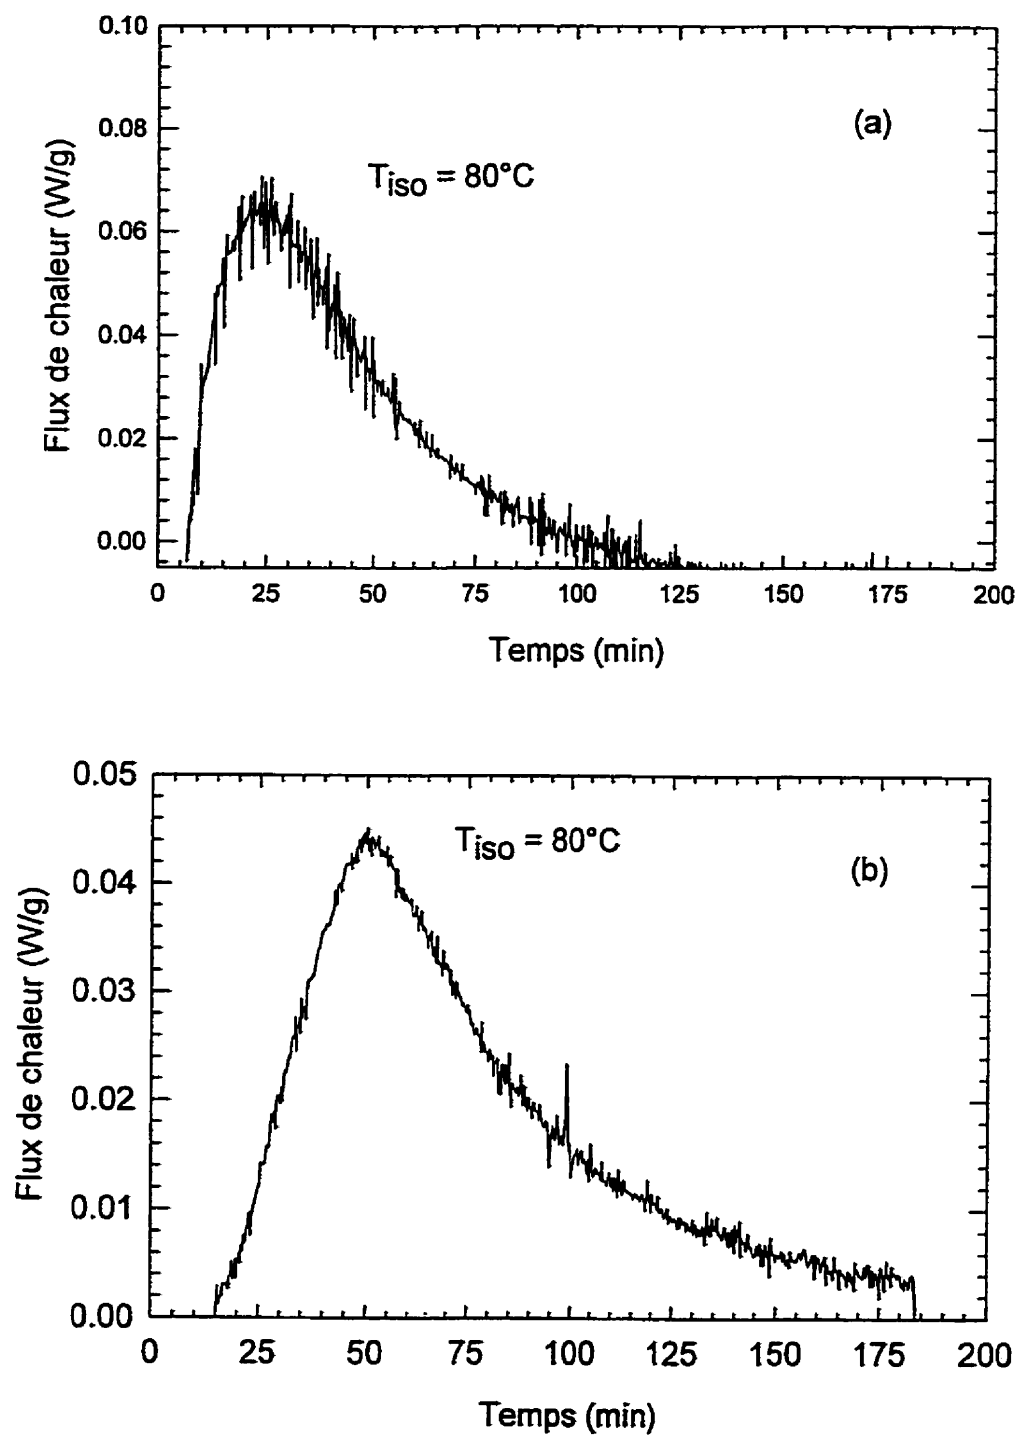 0.10
0.08
0.06
0.04
0.02
0.00
Flux de chaleur (W/g)
(a)
Tiso = 80°C
0 25 50 75 100 125 150 175 200
Temps (min)
0.05
0.04
0.03
0.02
0.01
0.00
Flux de chaleur (W/g)
Tiso = 80°C
(b)
0 25 50 75 100 125 150 175 200
Temps (min)